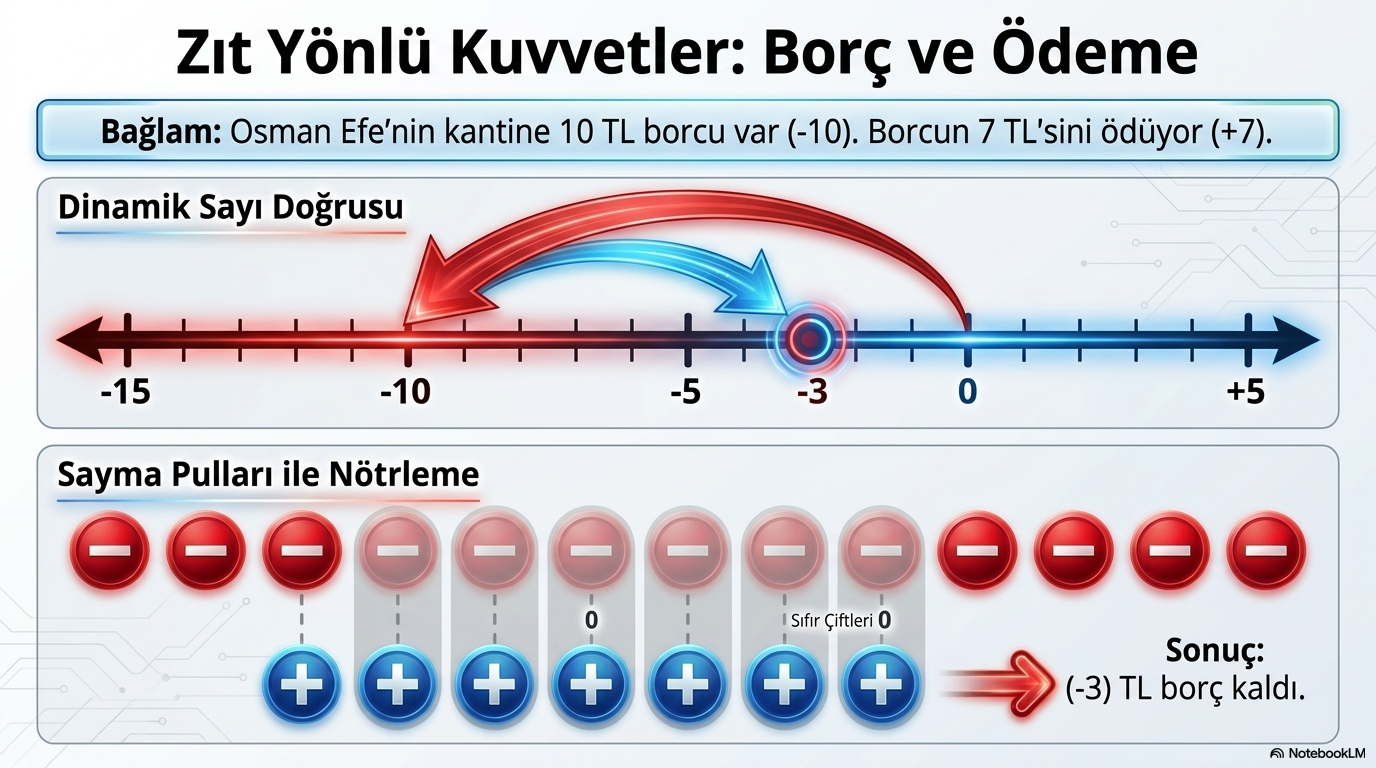 Zıt Yönlü Kuvvetler: Borç ve Ödeme
Bağlam: Osman Efe'nin kantine 10 TL borcu var (-10). Borcun 7 TL'sini ödüyor (+7).
Dinamik Sayı Doğrusu
-15 -10 -5 -3 0 +5
Sayma Pulları ile Nötrleme
0 Sıfır Çiftleri 0
Sonuç:
(-3) TL borç kaldı.
NotebookLM